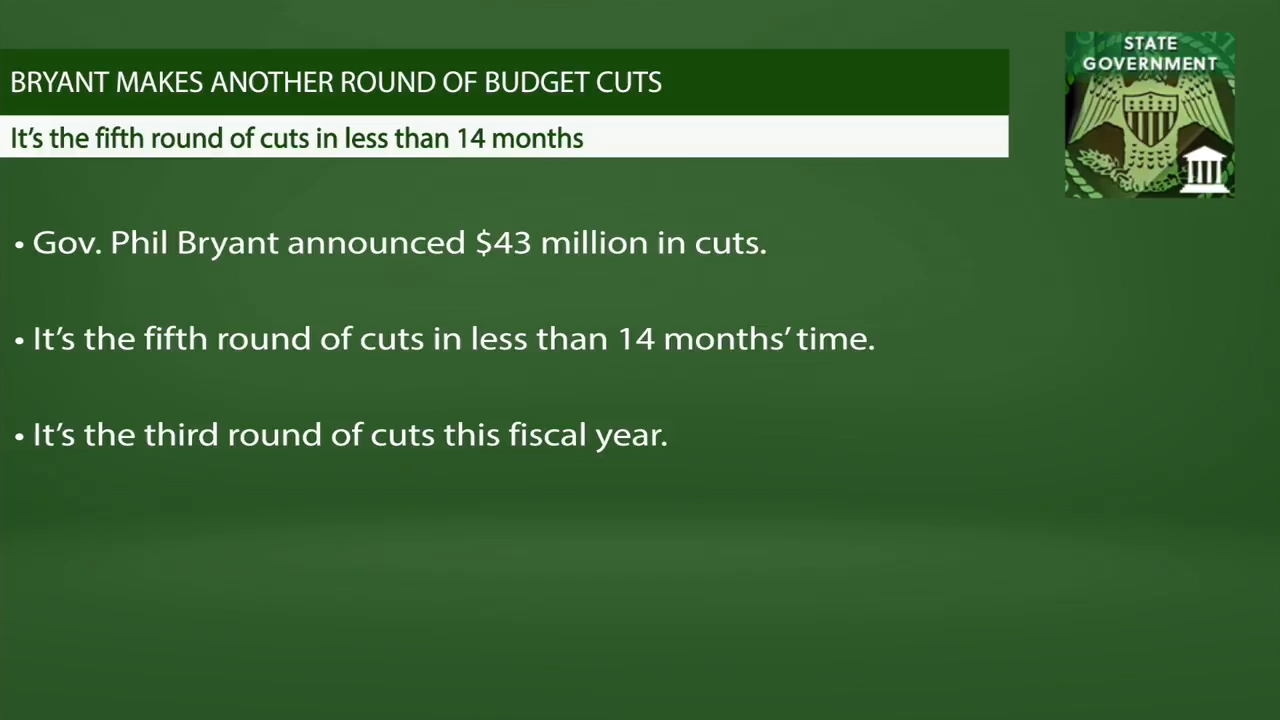 STATE
GOVERNMENT
BRYANT MAKES ANOTHER ROUND OF BUDGET CUTS
It’s the fifth round of cuts in less than 14 months
• Gov. Phil Bryant announced $43 million in cuts.
• It’s the fifth round of cuts in less than 14 months’ time.
• It’s the third round of cuts this fiscal year.